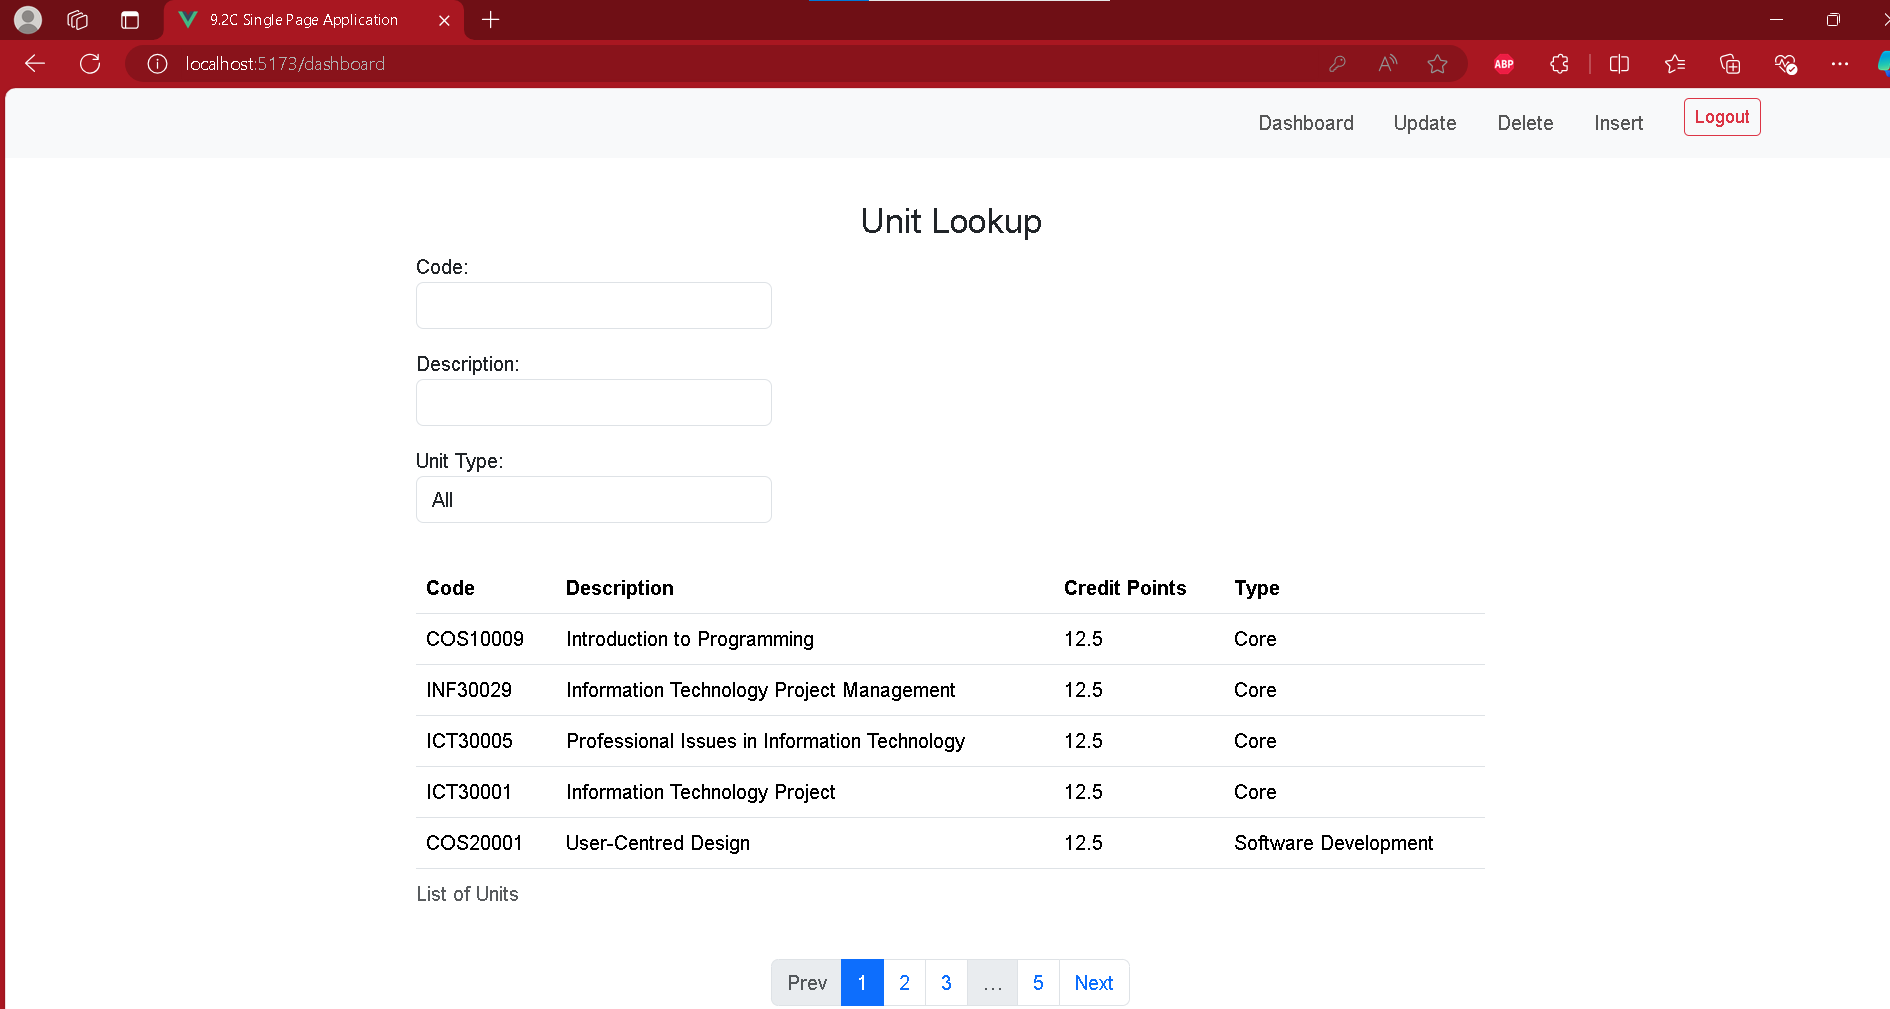 9.2C Single Page Application
localhost:5173/dashboard
ABP
Dashboard Update Delete Insert Logout
Unit Lookup
Code:
Description:
Unit Type:
All
Code Description Credit Points Type
COS10009 Introduction to Programming 12.5 Core
INF30029 Information Technology Project Management 12.5 Core
ICT30005 Professional Issues in Information Technology 12.5 Core
ICT30001 Information Technology Project 12.5 Core
COS20001 User-Centred Design 12.5 Software Development
List of Units
Prev 1 2 3 … 5 Next